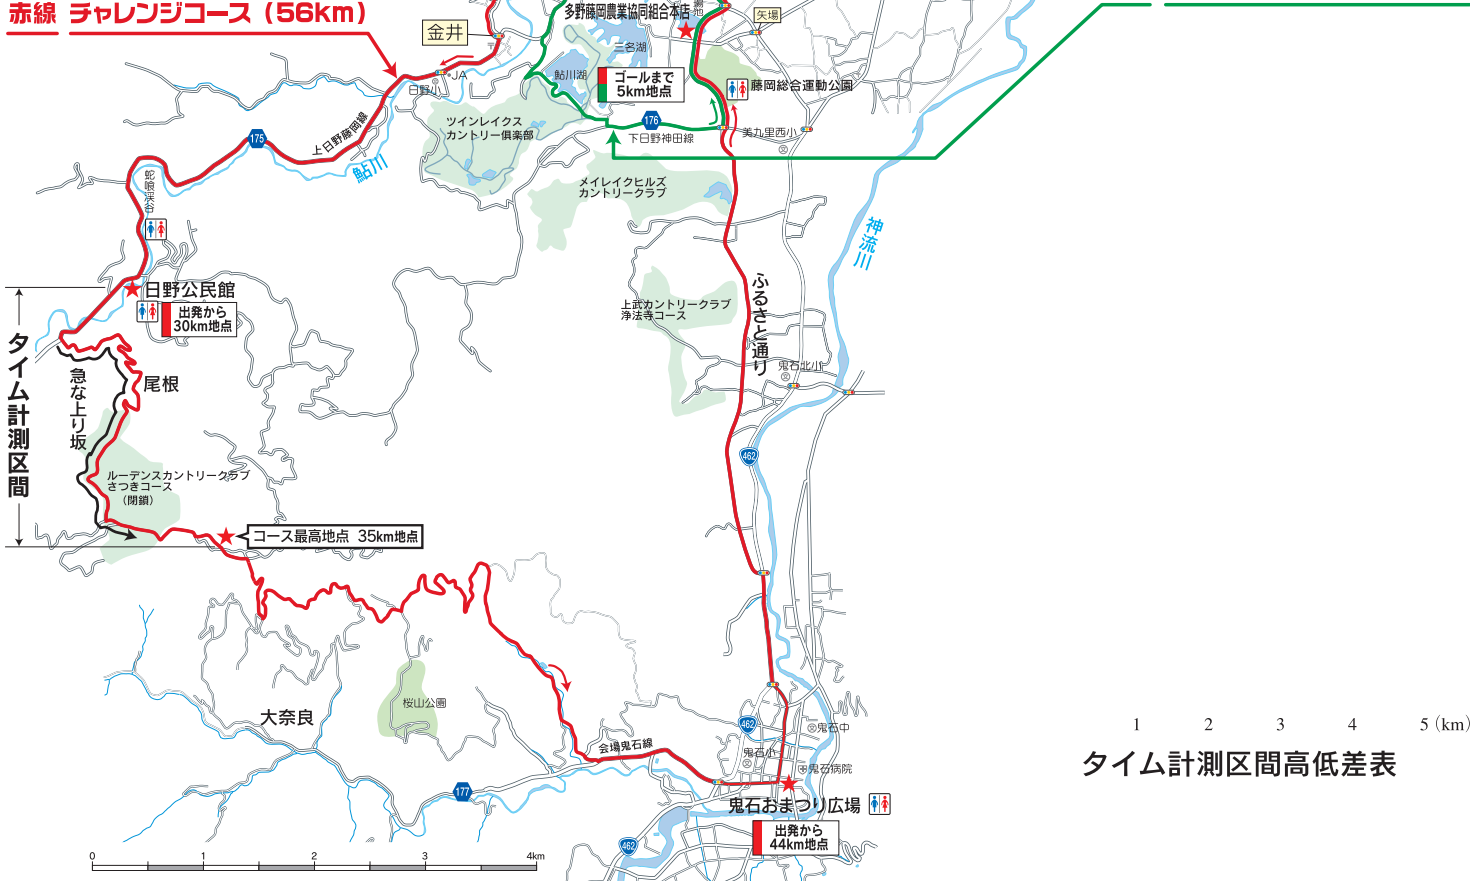 赤線 チャレンジコース（56km）
多野藤岡農業協同組合本店
矢場
金井
三名湖
鮎川湖
ゴールまで
5km地点
藤岡総合運動公園
JA
日野小
ツインレイクス
カントリー倶楽部
176
下日野神田線
美九里西小
175
上日野藤岡線
鮎川
蛇喰渓谷
メイレイクヒルズ
カントリークラブ
神流川
日野公民館
出発から
30km地点
上武カントリークラブ
浄法寺コース
ふるさと通り
タイム計測区間
急な上り坂
尾根
鬼石北小
462
ルーデンスカントリークラブ
さつきコース
（閉鎖）
コース最高地点 35km地点
桜山公園
大奈良
462
鬼石中
会場鬼石線
鬼石小
鬼石病院
177
鬼石おまつり広場
出発から
44km地点
462
0 1 2 3 4km
1 2 3 4 5（km）
タイム計測区間高低差表